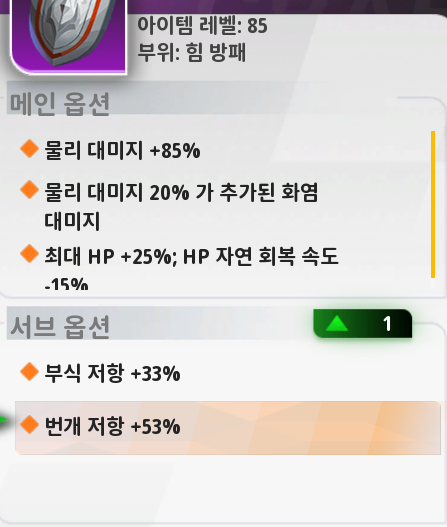 아이템 레벨: 85
부위: 힘 방패
메인 옵션
물리 대미지 +85%
물리 대미지 20% 가 추가된 화염
대미지
최대 HP +25%; HP 자연 회복 속도
-15%
서브 옵션
1
부식 저항 +33%
번개 저항 +53%